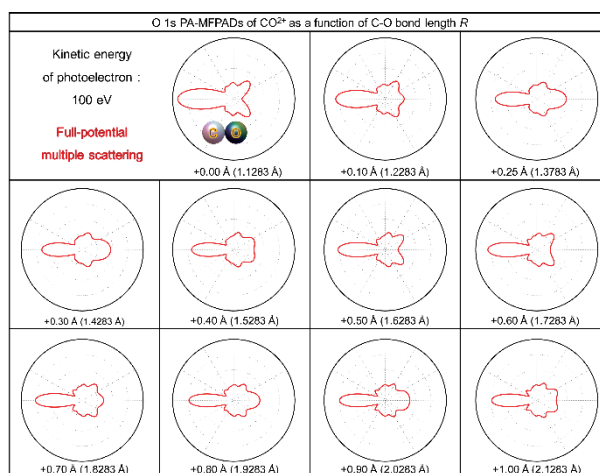 O 1s PA-MFPADs of CO²⁺ as a function of C-O bond length R
Kinetic energy
of photoelectron :
100 eV
Full-potential
multiple scattering
C O
+0.00 Å (1.1283 Å)
+0.10 Å (1.2283 Å)
+0.25 Å (1.3783 Å)
+0.30 Å (1.4283 Å)
+0.40 Å (1.5283 Å)
+0.50 Å (1.6283 Å)
+0.60 Å (1.7283 Å)
+0.70 Å (1.8283 Å)
+0.80 Å (1.9283 Å)
+0.90 Å (2.0283 Å)
+1.00 Å (2.1283 Å)